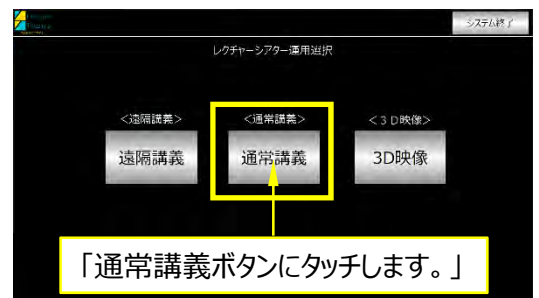 システム終了
レクチャーシアター運用選択
<遠隔講義> <通常講義> <3D映像>
遠隔講義 通常講義 3D映像
「通常講義ボタンにタッチします。」